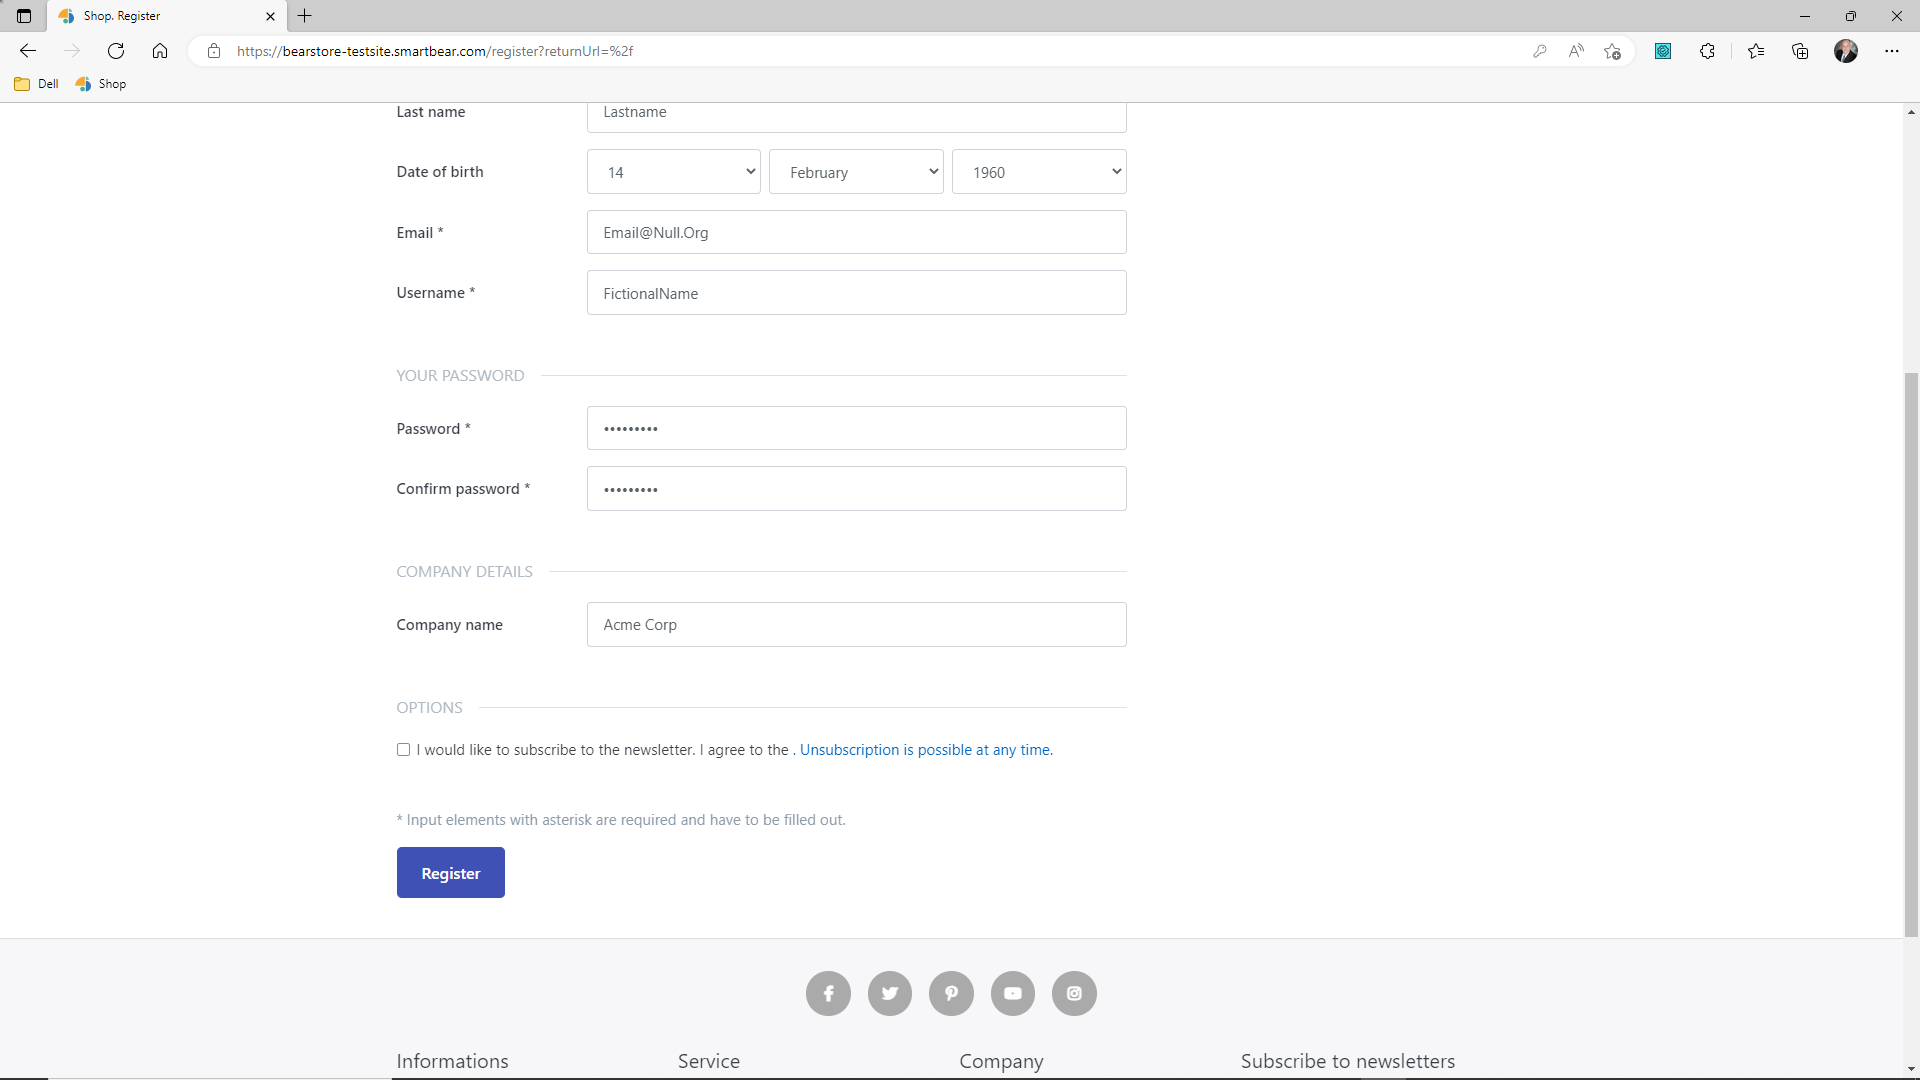 Shop. Register
https://bearstore-testsite.smartbear.com/register?returnUrl=%2f
Dell
Shop
Last name
Lastname
Date of birth
14
February
1960
Email *
Email@Null.Org
Username *
FictionalName
YOUR PASSWORD
Password *
•••••••••
Confirm password *
•••••••••
COMPANY DETAILS
Company name
Acme Corp
OPTIONS
I would like to subscribe to the newsletter. I agree to the . Unsubscription is possible at any time.
* Input elements with asterisk are required and have to be filled out.
Register
Informations
Service
Company
Subscribe to newsletters